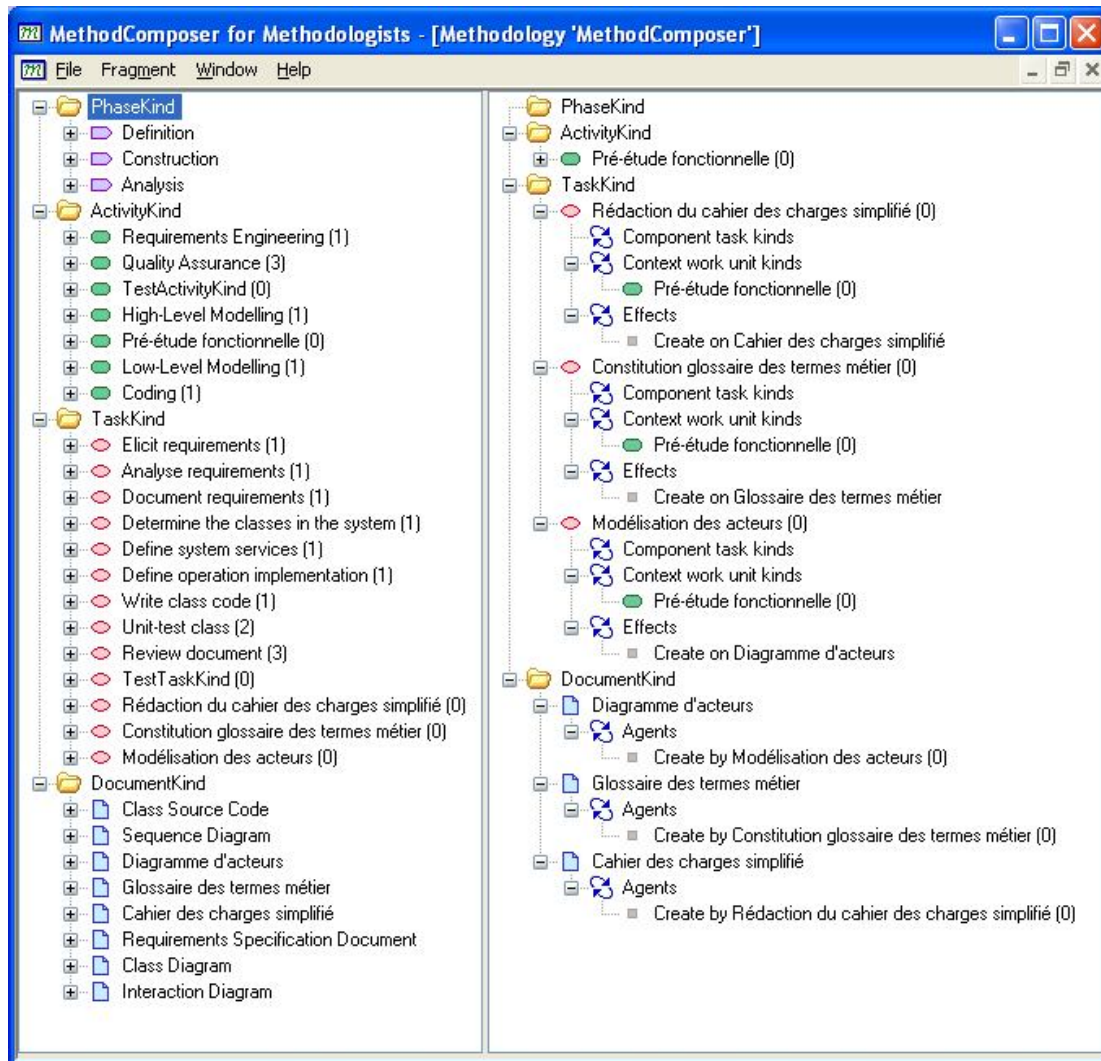 MethodComposer for Methodologists - [Methodology 'MethodComposer']
File Fragment Window Help
PhaseKind
Definition
Construction
Analysis
ActivityKind
Requirements Engineering (1)
Quality Assurance (3)
TestActivityKind (0)
High-Level Modelling (1)
Pré-étude fonctionnelle (0)
Low-Level Modelling (1)
Coding (1)
TaskKind
Elicit requirements (1)
Analyse requirements (1)
Document requirements (1)
Determine the classes in the system (1)
Define system services (1)
Define operation implementation (1)
Write class code (1)
Unit-test class (2)
Review document (3)
TestTaskKind (0)
Rédaction du cahier des charges simplifié (0)
Constitution glossaire des termes métier (0)
Modélisation des acteurs (0)
DocumentKind
Class Source Code
Sequence Diagram
Diagramme d'acteurs
Glossaire des termes métier
Cahier des charges simplifié
Requirements Specification Document
Class Diagram
Interaction Diagram
PhaseKind
ActivityKind
Pré-étude fonctionnelle (0)
TaskKind
Rédaction du cahier des charges simplifié (0)
Component task kinds
Context work unit kinds
Pré-étude fonctionnelle (0)
Effects
Create on Cahier des charges simplifié
Constitution glossaire des termes métier (0)
Component task kinds
Context work unit kinds
Pré-étude fonctionnelle (0)
Effects
Create on Glossaire des termes métier
Modélisation des acteurs (0)
Component task kinds
Context work unit kinds
Pré-étude fonctionnelle (0)
Effects
Create on Diagramme d'acteurs
DocumentKind
Diagramme d'acteurs
Agents
Create by Modélisation des acteurs (0)
Glossaire des termes métier
Agents
Create by Constitution glossaire des termes métier (0)
Cahier des charges simplifié
Agents
Create by Rédaction du cahier des charges simplifié (0)